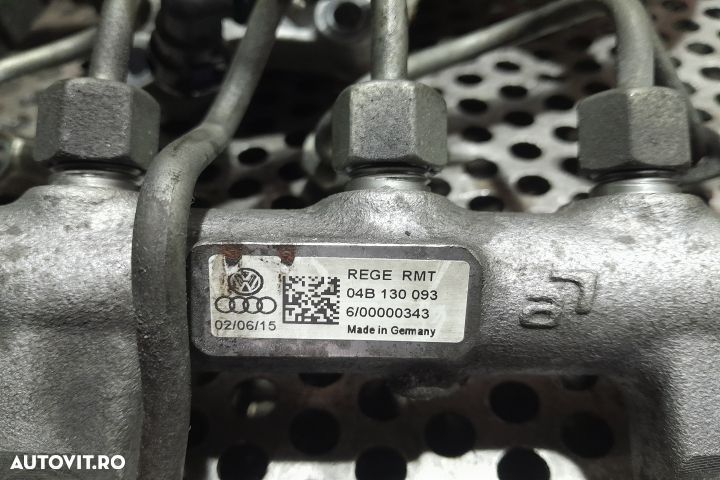 REGE RMT
04B 130 093
6/00000343
02/06/15
Made in Germany
AUTOVIT.RO